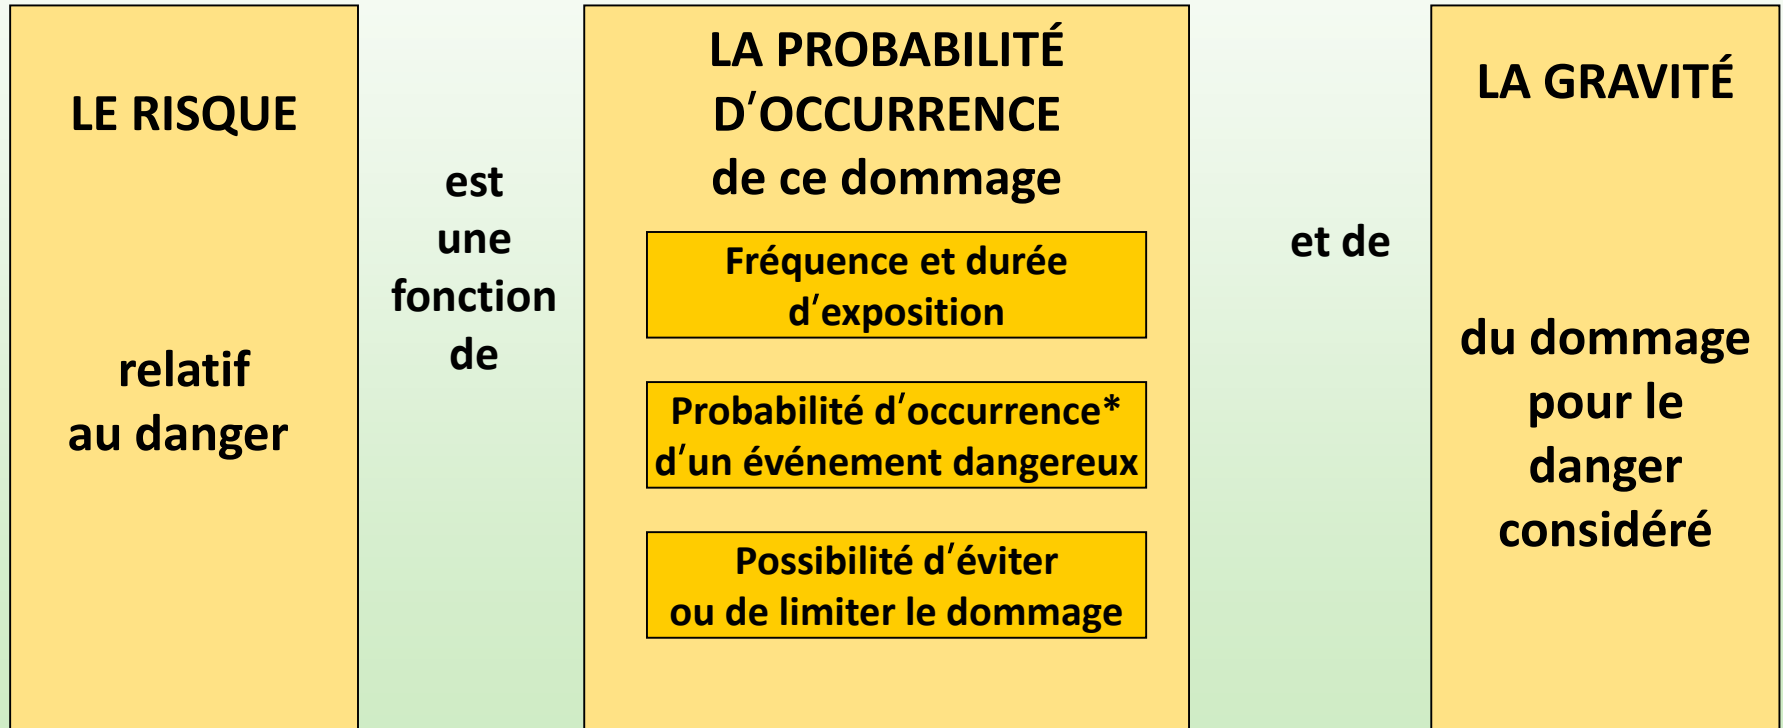 LE RISQUE
relatif
au danger
est
une
fonction
de
LA PROBABILITÉ
D’OCCURRENCE
de ce dommage
Fréquence et durée
d’exposition
Probabilité d’occurrence*
d’un événement dangereux
Possibilité d’éviter
ou de limiter le dommage
et de
LA GRAVITÉ
du dommage
pour le
danger
considéré